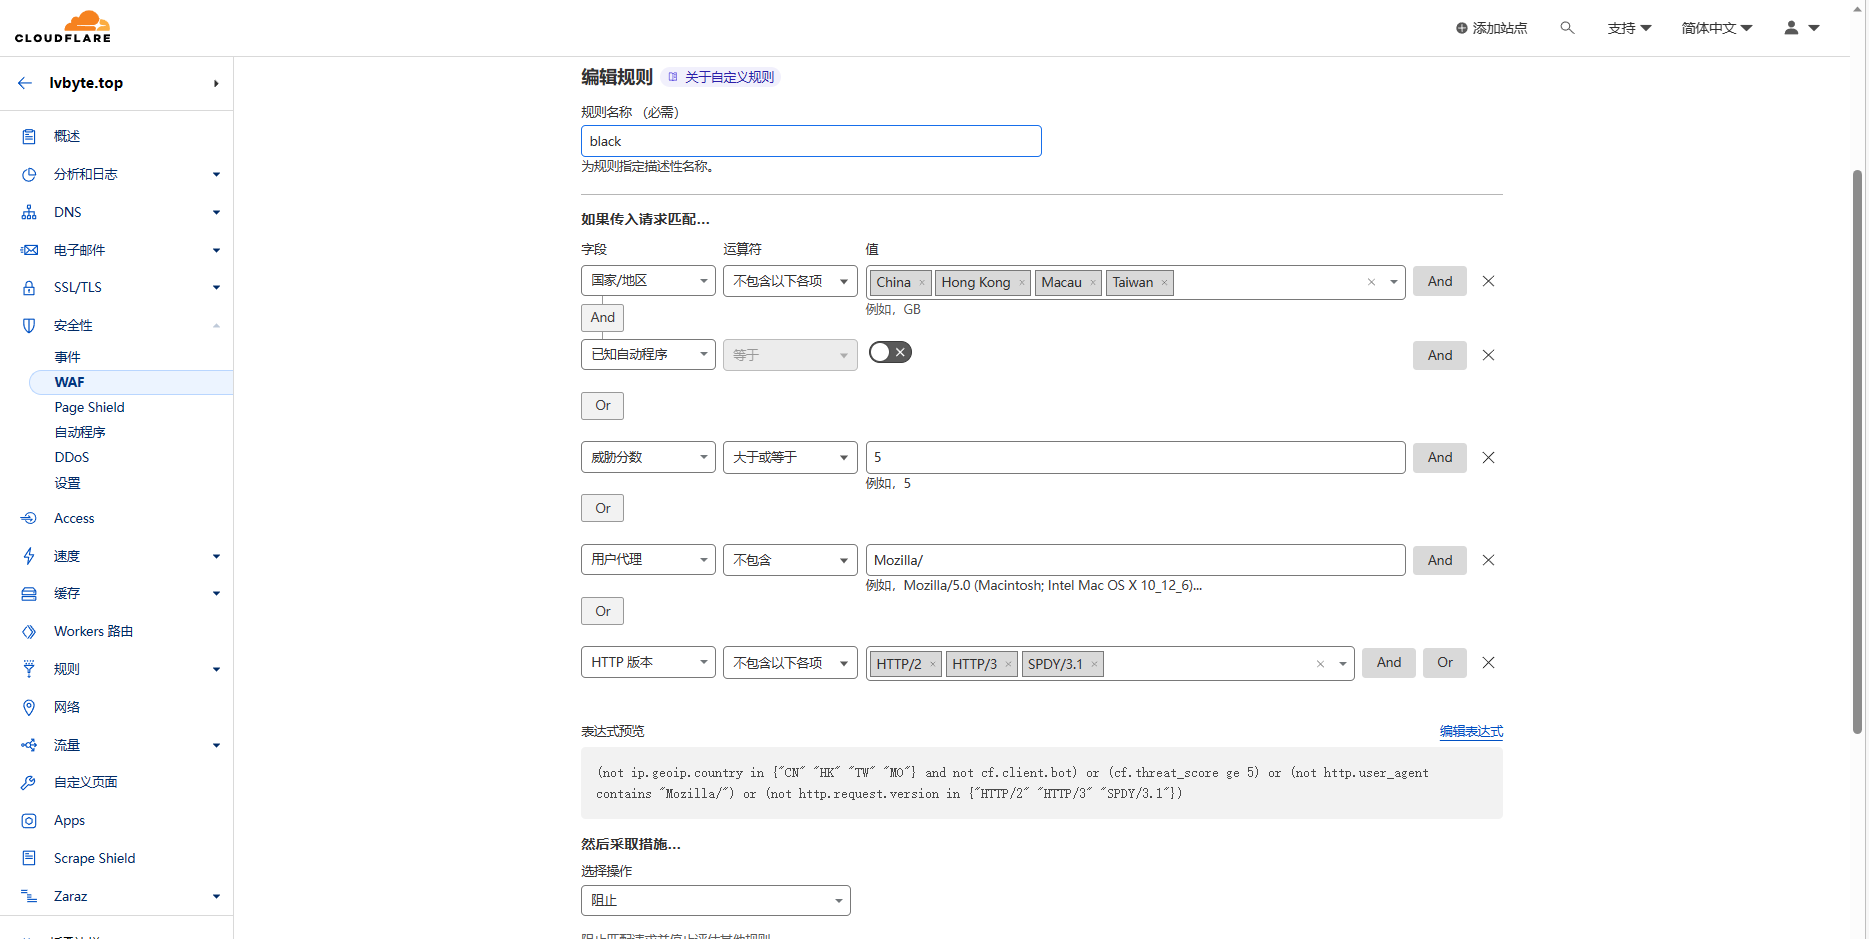 CLOUDFLARE
添加站点
支持
简体中文
lvbyte.top
概述
分析和日志
DNS
电子邮件
SSL/TLS
安全性
事件
WAF
Page Shield
自动程序
DDoS
设置
Access
速度
缓存
Workers 路由
规则
网络
流量
自定义页面
Apps
Scrape Shield
Zaraz
编辑规则 关于自定义规则
规则名称 （必需）
black
为规则指定描述性名称。
如果传入请求匹配...
字段 运算符 值
国家/地区 不包含以下各项 China × Hong Kong × Macau × Taiwan × And
例如，GB
And
已知自动程序 等于 And
Or
威胁分数 大于或等于 5 And
例如，5
Or
用户代理 不包含 Mozilla/ And
例如，Mozilla/5.0 (Macintosh; Intel Mac OS X 10_12_6)...
Or
HTTP 版本 不包含以下各项 HTTP/2 × HTTP/3 × SPDY/3.1 × And Or
表达式预览 编辑表达式
(not ip.geoip.country in {"CN" "HK" "TW" "MO"} and not cf.client.bot) or (cf.threat_score ge 5) or (not http.user_agent
contains "Mozilla/") or (not http.request.version in {"HTTP/2" "HTTP/3" "SPDY/3.1"})
然后采取措施...
选择操作
阻止